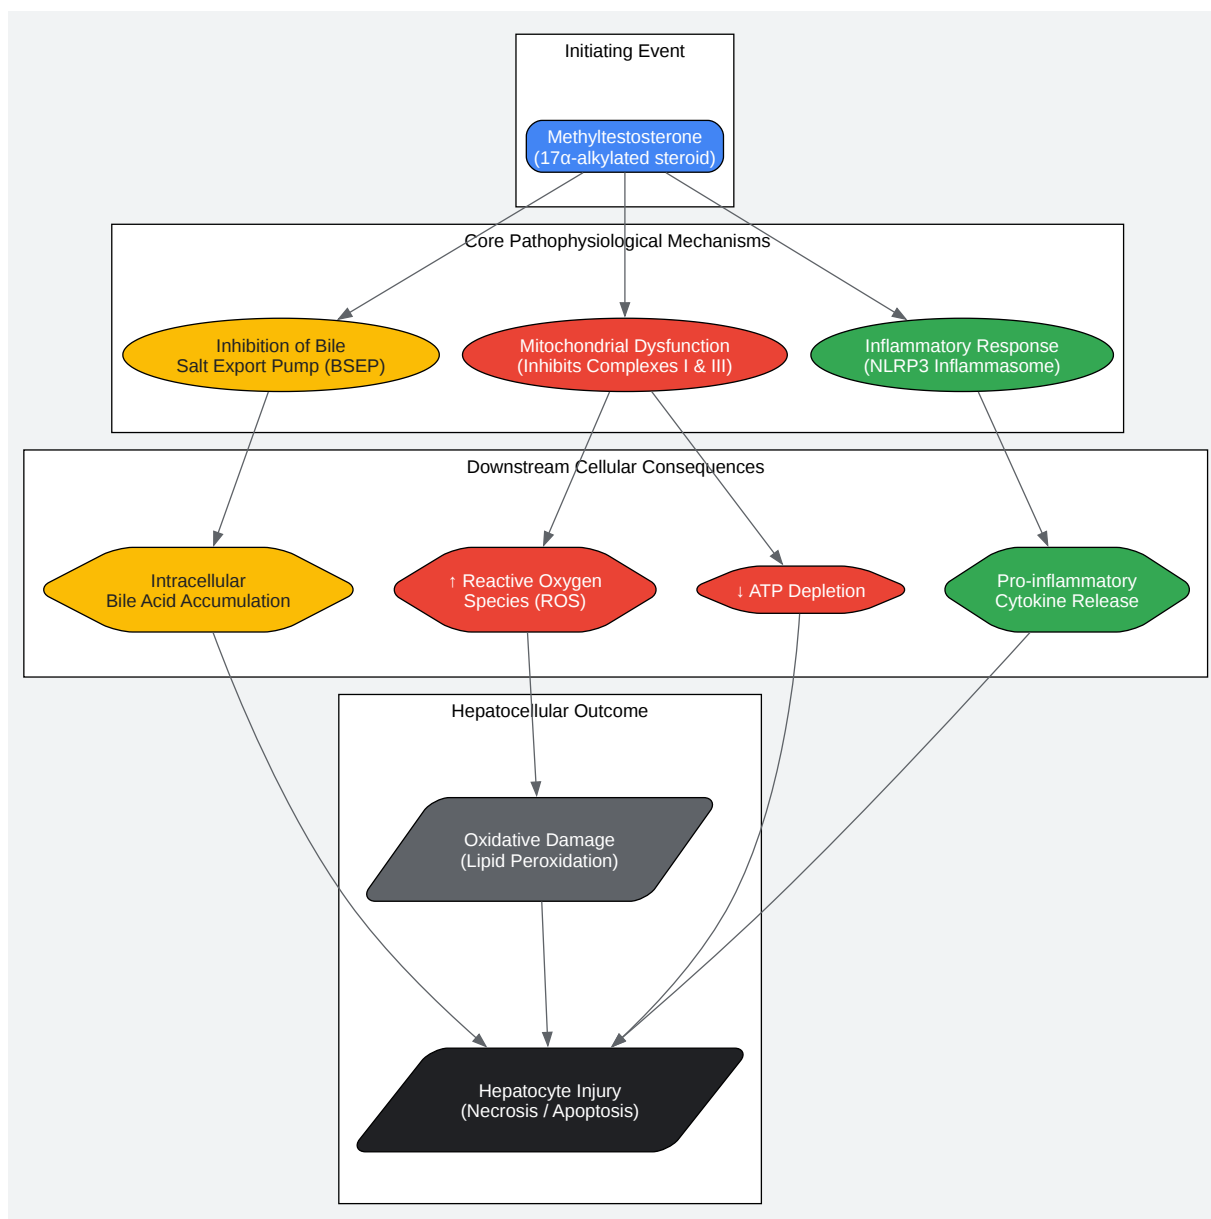 Initiating Event
Methyltestosterone
(17α-alkylated steroid)
Core Pathophysiological Mechanisms
Inhibition of Bile
Salt Export Pump (BSEP)
Mitochondrial Dysfunction
(Inhibits Complexes I & III)
Inflammatory Response
(NLRP3 Inflammasome)
Downstream Cellular Consequences
Intracellular
Bile Acid Accumulation
↑ Reactive Oxygen
Species (ROS)
↓ ATP Depletion
Pro-inflammatory
Cytokine Release
Hepatocellular Outcome
Oxidative Damage
(Lipid Peroxidation)
Hepatocyte Injury
(Necrosis / Apoptosis)